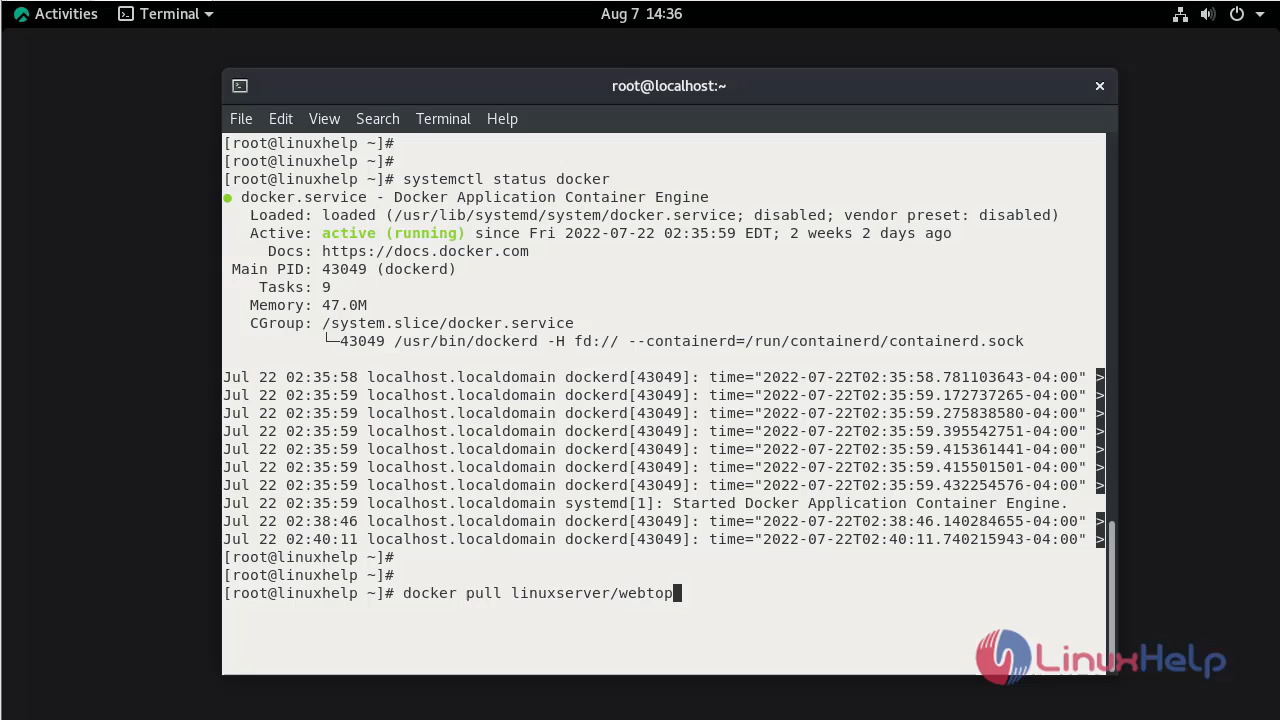 Activities Terminal Aug 7 14:36
root@localhost:~
File Edit View Search Terminal Help
[root@linuxhelp ~]#
[root@linuxhelp ~]#
[root@linuxhelp ~]# systemctl status docker
● docker.service - Docker Application Container Engine
Loaded: loaded (/usr/lib/systemd/system/docker.service; disabled; vendor preset: disabled)
Active: active (running) since Fri 2022-07-22 02:35:59 EDT; 2 weeks 2 days ago
Docs: https://docs.docker.com
Main PID: 43049 (dockerd)
Tasks: 9
Memory: 47.0M
CGroup: /system.slice/docker.service
└─43049 /usr/bin/dockerd -H fd:// --containerd=/run/containerd/containerd.sock
Jul 22 02:35:58 localhost.localdomain dockerd[43049]: time="2022-07-22T02:35:58.781103643-04:00" >
Jul 22 02:35:59 localhost.localdomain dockerd[43049]: time="2022-07-22T02:35:59.172737265-04:00" >
Jul 22 02:35:59 localhost.localdomain dockerd[43049]: time="2022-07-22T02:35:59.275838580-04:00" >
Jul 22 02:35:59 localhost.localdomain dockerd[43049]: time="2022-07-22T02:35:59.395542751-04:00" >
Jul 22 02:35:59 localhost.localdomain dockerd[43049]: time="2022-07-22T02:35:59.415361441-04:00" >
Jul 22 02:35:59 localhost.localdomain dockerd[43049]: time="2022-07-22T02:35:59.415501501-04:00" >
Jul 22 02:35:59 localhost.localdomain dockerd[43049]: time="2022-07-22T02:35:59.432254576-04:00" >
Jul 22 02:35:59 localhost.localdomain systemd[1]: Started Docker Application Container Engine.
Jul 22 02:38:46 localhost.localdomain dockerd[43049]: time="2022-07-22T02:38:46.140284655-04:00" >
Jul 22 02:40:11 localhost.localdomain dockerd[43049]: time="2022-07-22T02:40:11.740215943-04:00" >
[root@linuxhelp ~]#
[root@linuxhelp ~]#
[root@linuxhelp ~]# docker pull linuxserver/webtop
LinuxHelp